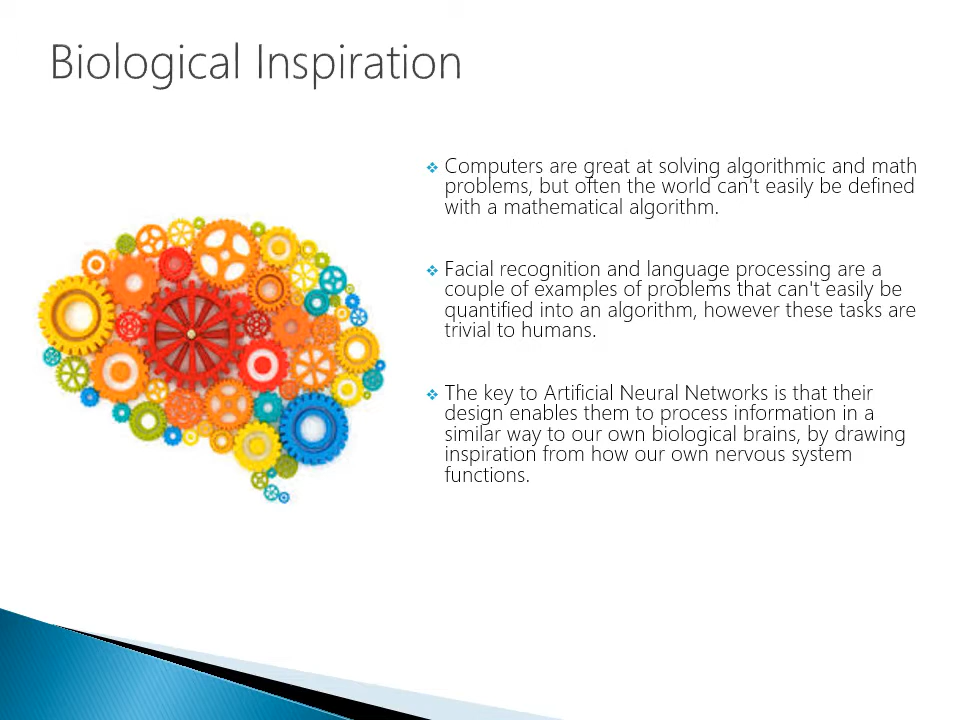 Biological Inspiration
❖ Computers are great at solving algorithmic and math
problems, but often the world can't easily be defined
with a mathematical algorithm.
❖ Facial recognition and language processing are a
couple of examples of problems that can't easily be
quantified into an algorithm, however these tasks are
trivial to humans.
❖ The key to Artificial Neural Networks is that their
design enables them to process information in a
similar way to our own biological brains, by drawing
inspiration from how our own nervous system
functions.